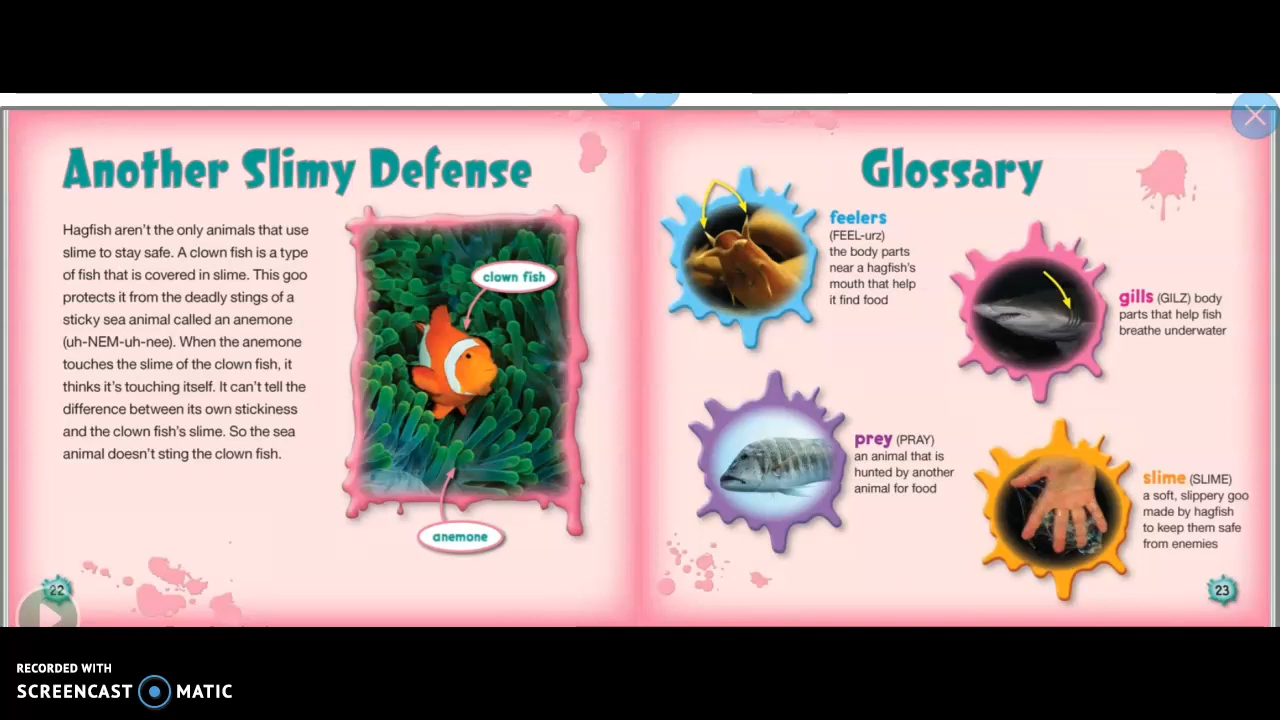 Another Slimy Defense
Hagfish aren't the only animals that use
slime to stay safe. A clown fish is a type
of fish that is covered in slime. This goo
protects it from the deadly stings of a
sticky sea animal called an anemone
(uh-NEM-uh-nee). When the anemone
touches the slime of the clown fish, it
thinks it's touching itself. It can't tell the
difference between its own stickiness
and the clown fish's slime. So the sea
animal doesn't sting the clown fish.
clown fish
anemone
22
Glossary
feelers
(FEEL-urz)
the body parts
near a hagfish's
mouth that help
it find food
gills (GILZ) body
parts that help fish
breathe underwater
prey (PRAY)
an animal that is
hunted by another
animal for food
slime (SLIME)
a soft, slippery goo
made by hagfish
to keep them safe
from enemies
23
RECORDED WITH
SCREENCAST MATIC